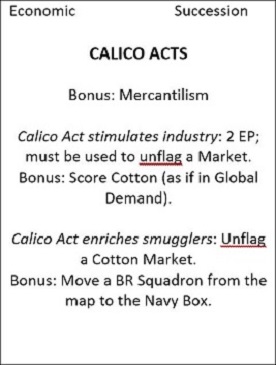 Economic Succession
CALICO ACTS
Bonus: Mercantilism
Calico Act stimulates industry: 2 EP;
must be used to unflag a Market.
Bonus: Score Cotton (as if in Global
Demand).
Calico Act enriches smugglers: Unflag
a Cotton Market.
Bonus: Move a BR Squadron from the
map to the Navy Box.